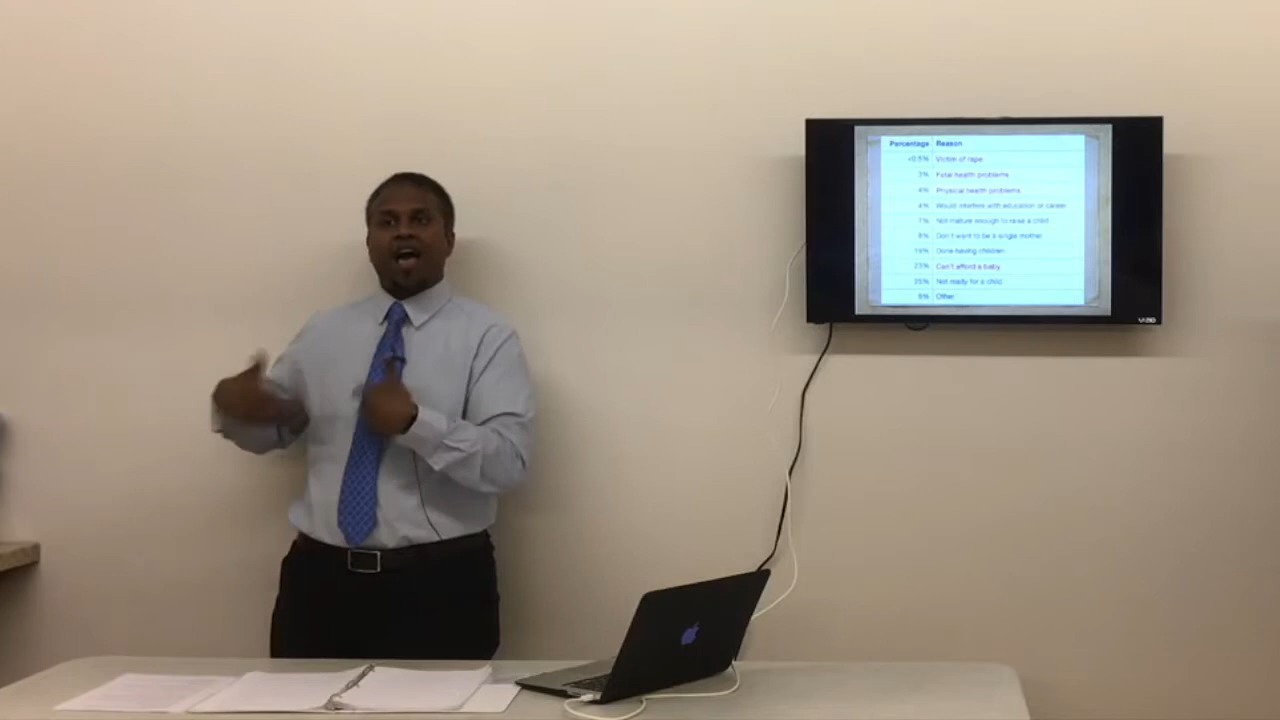 Percentage Reason
<0.5% Victim of rape
3% Fetal health problems
4% Physical health problems
4% Would interfere with education or career
7% Not mature enough to raise a child
8% Don't want to be a single mother
19% Done having children
23% Can't afford a baby
25% Not ready for a child
6% Other
VIZIO